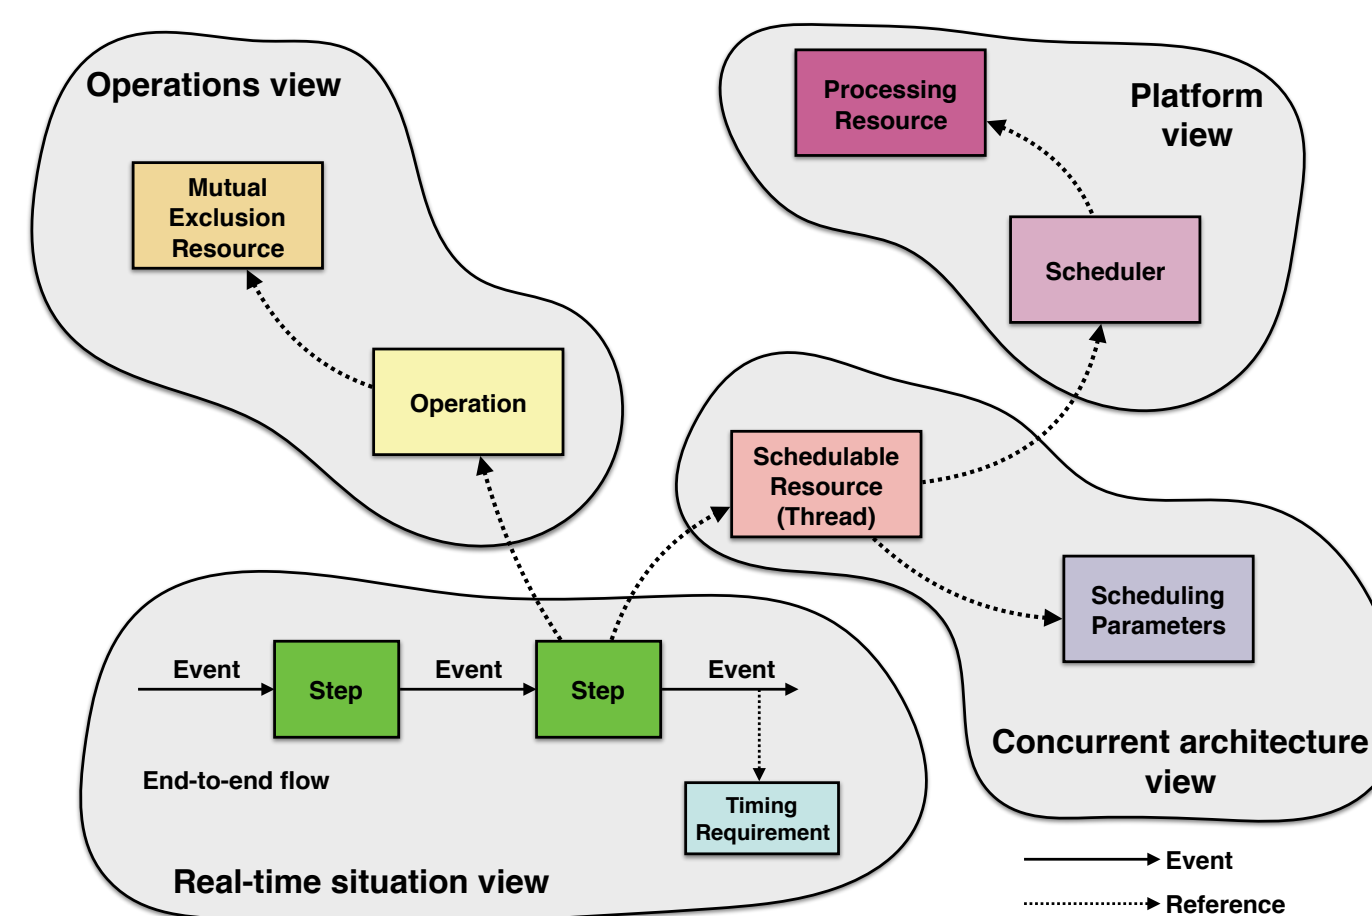 Operations view
Mutual
Exclusion
Resource
Operation
Processing
Resource
Platform
view
Scheduler
Schedulable
Resource
(Thread)
Scheduling
Parameters
Concurrent architecture
view
Event
Step
Event
Step
Event
End-to-end flow
Timing
Requirement
Real-time situation view
Event
Reference